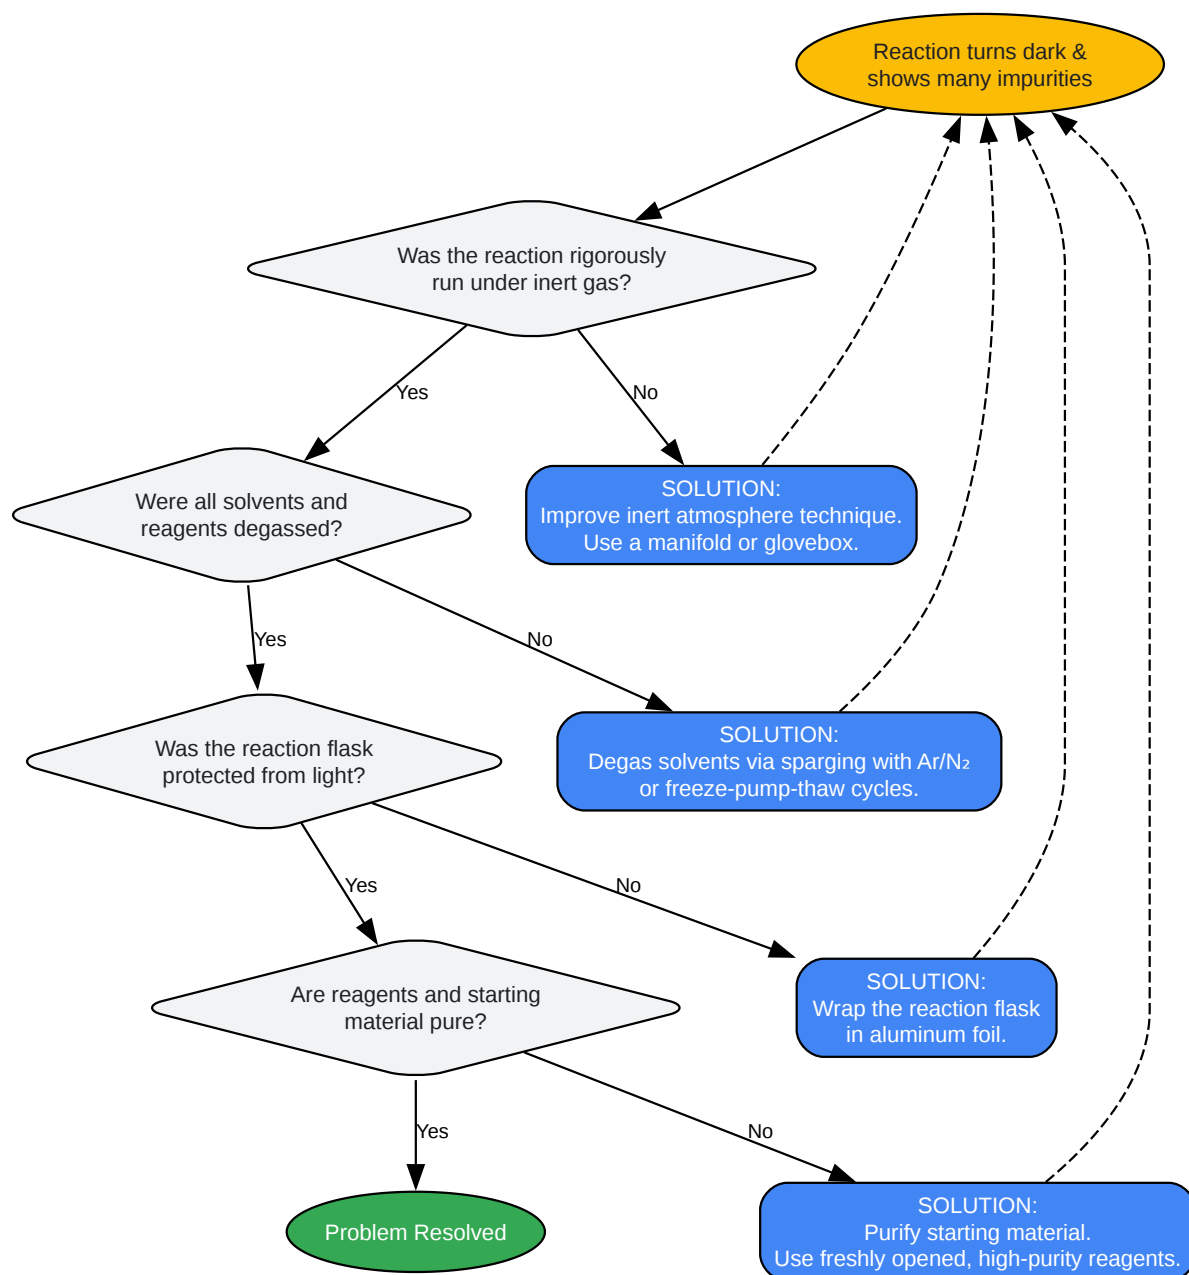 Reaction turns dark &
shows many impurities
Was the reaction rigorously
run under inert gas?
Yes
No
Were all solvents and
reagents degassed?
SOLUTION:
Improve inert atmosphere technique.
Use a manifold or glovebox.
Yes
No
Was the reaction flask
protected from light?
SOLUTION:
Degas solvents via sparging with Ar/N₂
or freeze-pump-thaw cycles.
Yes
No
Are reagents and starting
material pure?
SOLUTION:
Wrap the reaction flask
in aluminum foil.
Yes
No
Problem Resolved
SOLUTION:
Purify starting material.
Use freshly opened, high-purity reagents.